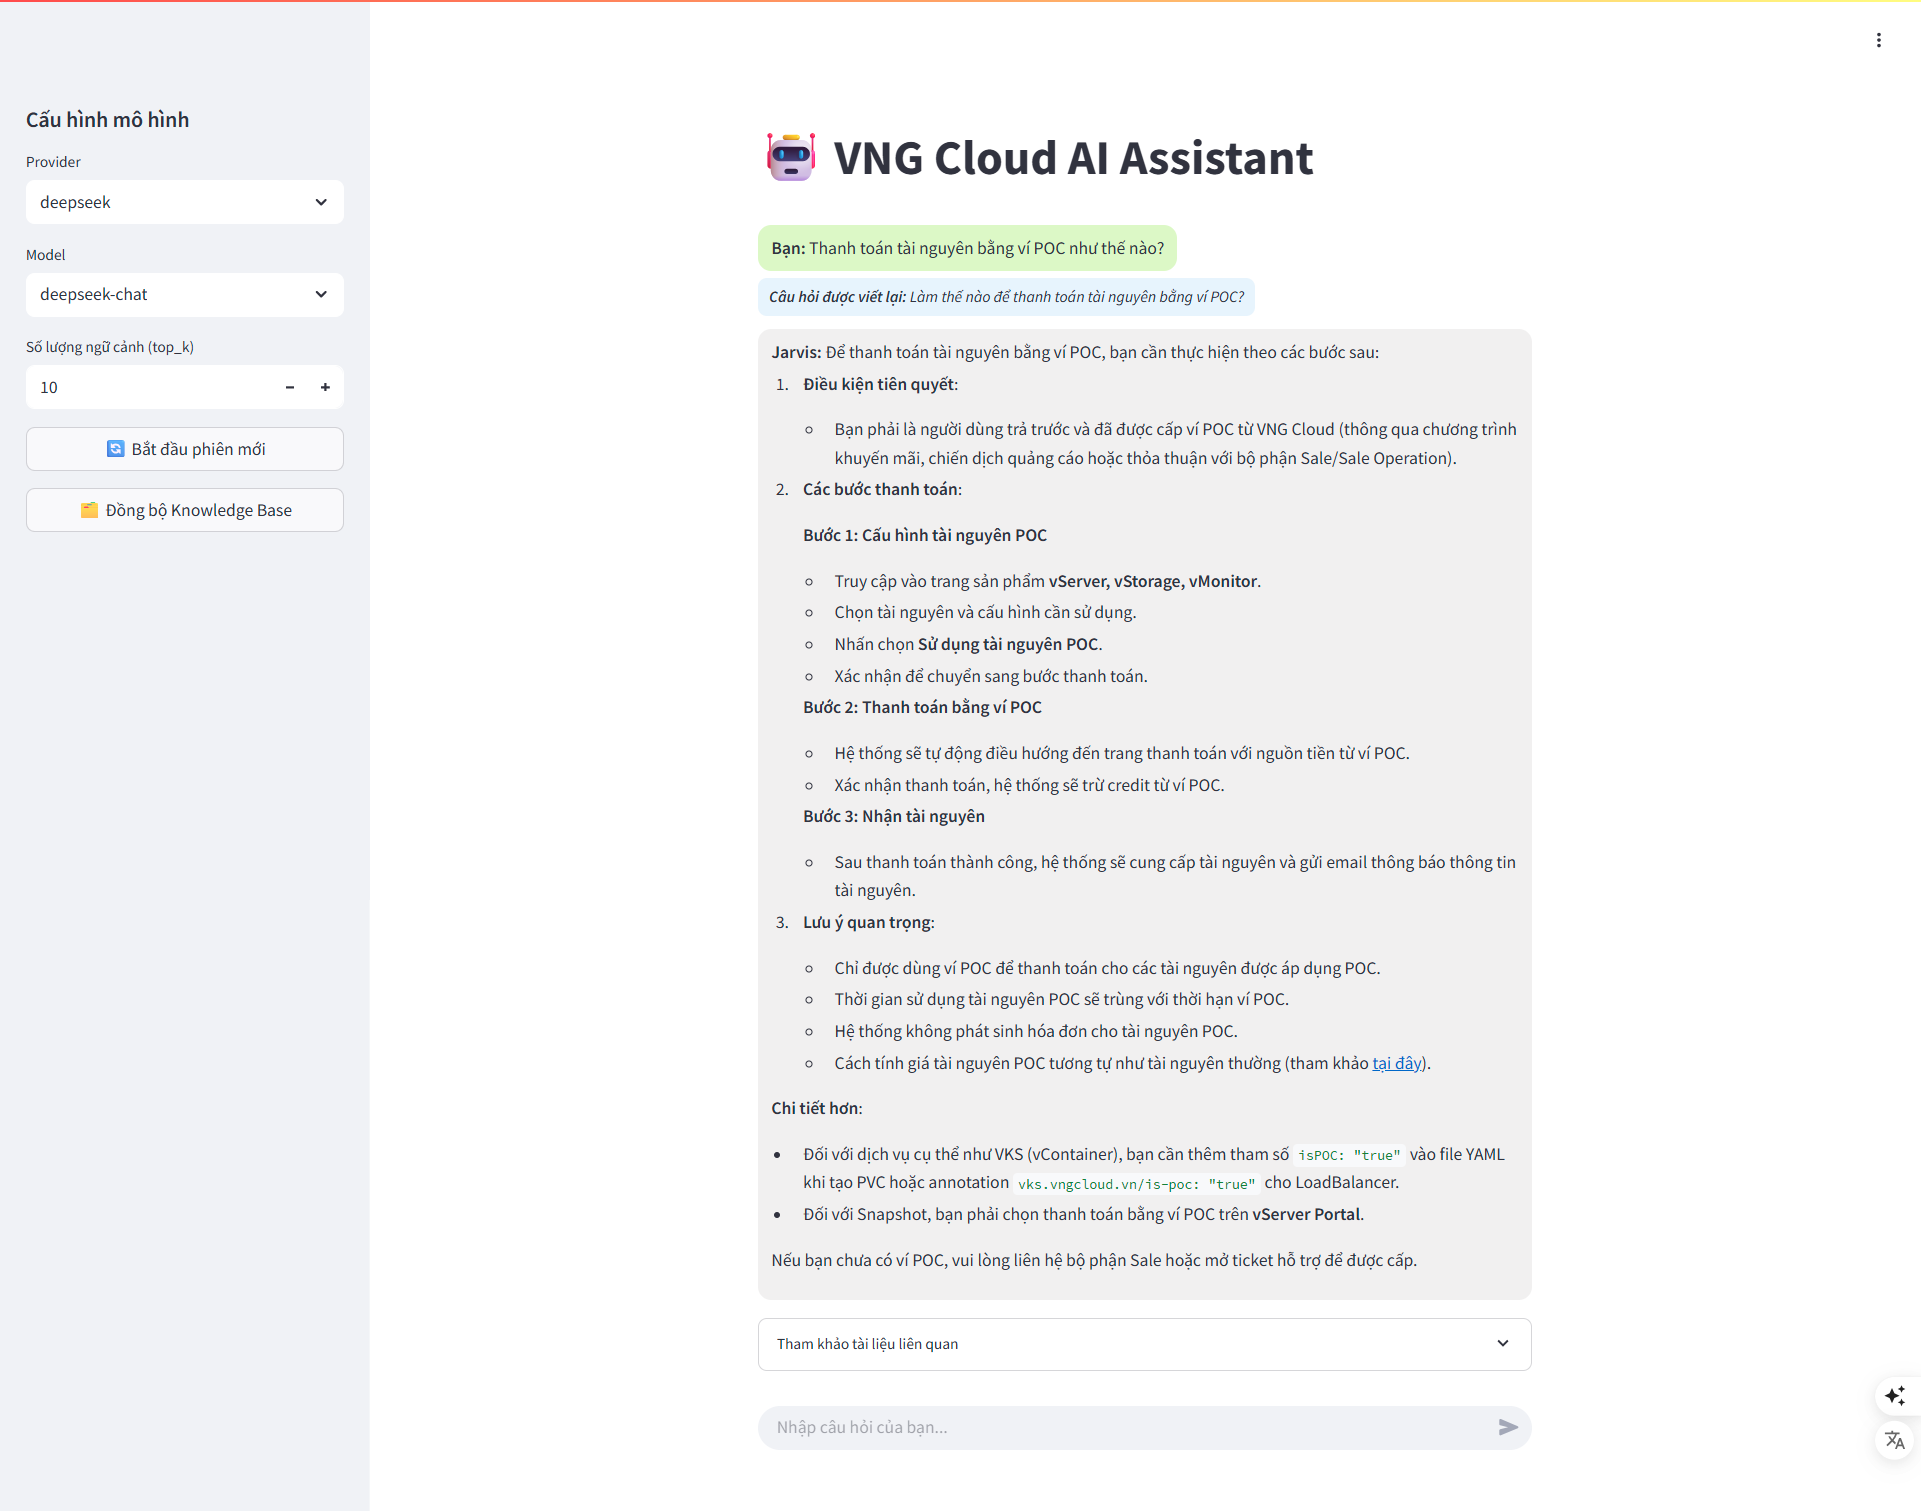 Cấu hình mô hình
Provider
deepseek
Model
deepseek-chat
Số lượng ngữ cảnh (top_k)
10
Bắt đầu phiên mới
Đồng bộ Knowledge Base
VNG Cloud AI Assistant
Bạn: Thanh toán tài nguyên bằng ví POC như thế nào?
Câu hỏi được viết lại: Làm thế nào để thanh toán tài nguyên bằng ví POC?
Jarvis: Để thanh toán tài nguyên bằng ví POC, bạn cần thực hiện theo các bước sau:
1. Điều kiện tiên quyết:
Bạn phải là người dùng trả trước và đã được cấp ví POC từ VNG Cloud (thông qua chương trình
khuyến mãi, chiến dịch quảng cáo hoặc thỏa thuận với bộ phận Sale/Sale Operation).
2. Các bước thanh toán:
Bước 1: Cấu hình tài nguyên POC
Truy cập vào trang sản phẩm vServer, vStorage, vMonitor.
Chọn tài nguyên và cấu hình cần sử dụng.
Nhấn chọn Sử dụng tài nguyên POC.
Xác nhận để chuyển sang bước thanh toán.
Bước 2: Thanh toán bằng ví POC
Hệ thống sẽ tự động điều hướng đến trang thanh toán với nguồn tiền từ ví POC.
Xác nhận thanh toán, hệ thống sẽ trừ credit từ ví POC.
Bước 3: Nhận tài nguyên
Sau thanh toán thành công, hệ thống sẽ cung cấp tài nguyên và gửi email thông báo thông tin
tài nguyên.
3. Lưu ý quan trọng:
Chỉ được dùng ví POC để thanh toán cho các tài nguyên được áp dụng POC.
Thời gian sử dụng tài nguyên POC sẽ trùng với thời hạn ví POC.
Hệ thống không phát sinh hóa đơn cho tài nguyên POC.
Cách tính giá tài nguyên POC tương tự như tài nguyên thường (tham khảo tại đây).
Chi tiết hơn:
Đối với dịch vụ cụ thể như VKS (vContainer), bạn cần thêm tham số isPOC: "true" vào file YAML
khi tạo PVC hoặc annotation vks.vngcloud.vn/is-poc: "true" cho LoadBalancer.
Đối với Snapshot, bạn phải chọn thanh toán bằng ví POC trên vServer Portal.
Nếu bạn chưa có ví POC, vui lòng liên hệ bộ phận Sale hoặc mở ticket hỗ trợ để được cấp.
Tham khảo tài liệu liên quan
Nhập câu hỏi của bạn...